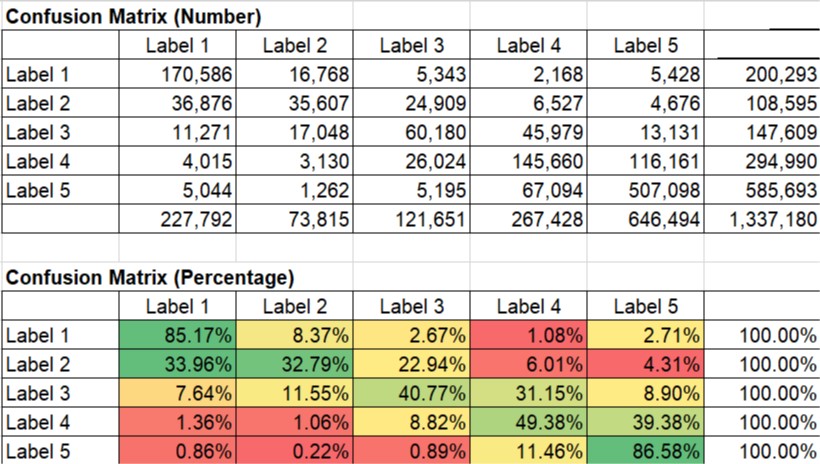 Confusion Matrix (Number)
Label 1 Label 2 Label 3 Label 4 Label 5
Label 1 170,586 16,768 5,343 2,168 5,428 200,293
Label 2 36,876 35,607 24,909 6,527 4,676 108,595
Label 3 11,271 17,048 60,180 45,979 13,131 147,609
Label 4 4,015 3,130 26,024 145,660 116,161 294,990
Label 5 5,044 1,262 5,195 67,094 507,098 585,693
227,792 73,815 121,651 267,428 646,494 1,337,180
Confusion Matrix (Percentage)
Label 1 Label 2 Label 3 Label 4 Label 5
Label 1 85.17% 8.37% 2.67% 1.08% 2.71% 100.00%
Label 2 33.96% 32.79% 22.94% 6.01% 4.31% 100.00%
Label 3 7.64% 11.55% 40.77% 31.15% 8.90% 100.00%
Label 4 1.36% 1.06% 8.82% 49.38% 39.38% 100.00%
Label 5 0.86% 0.22% 0.89% 11.46% 86.58% 100.00%